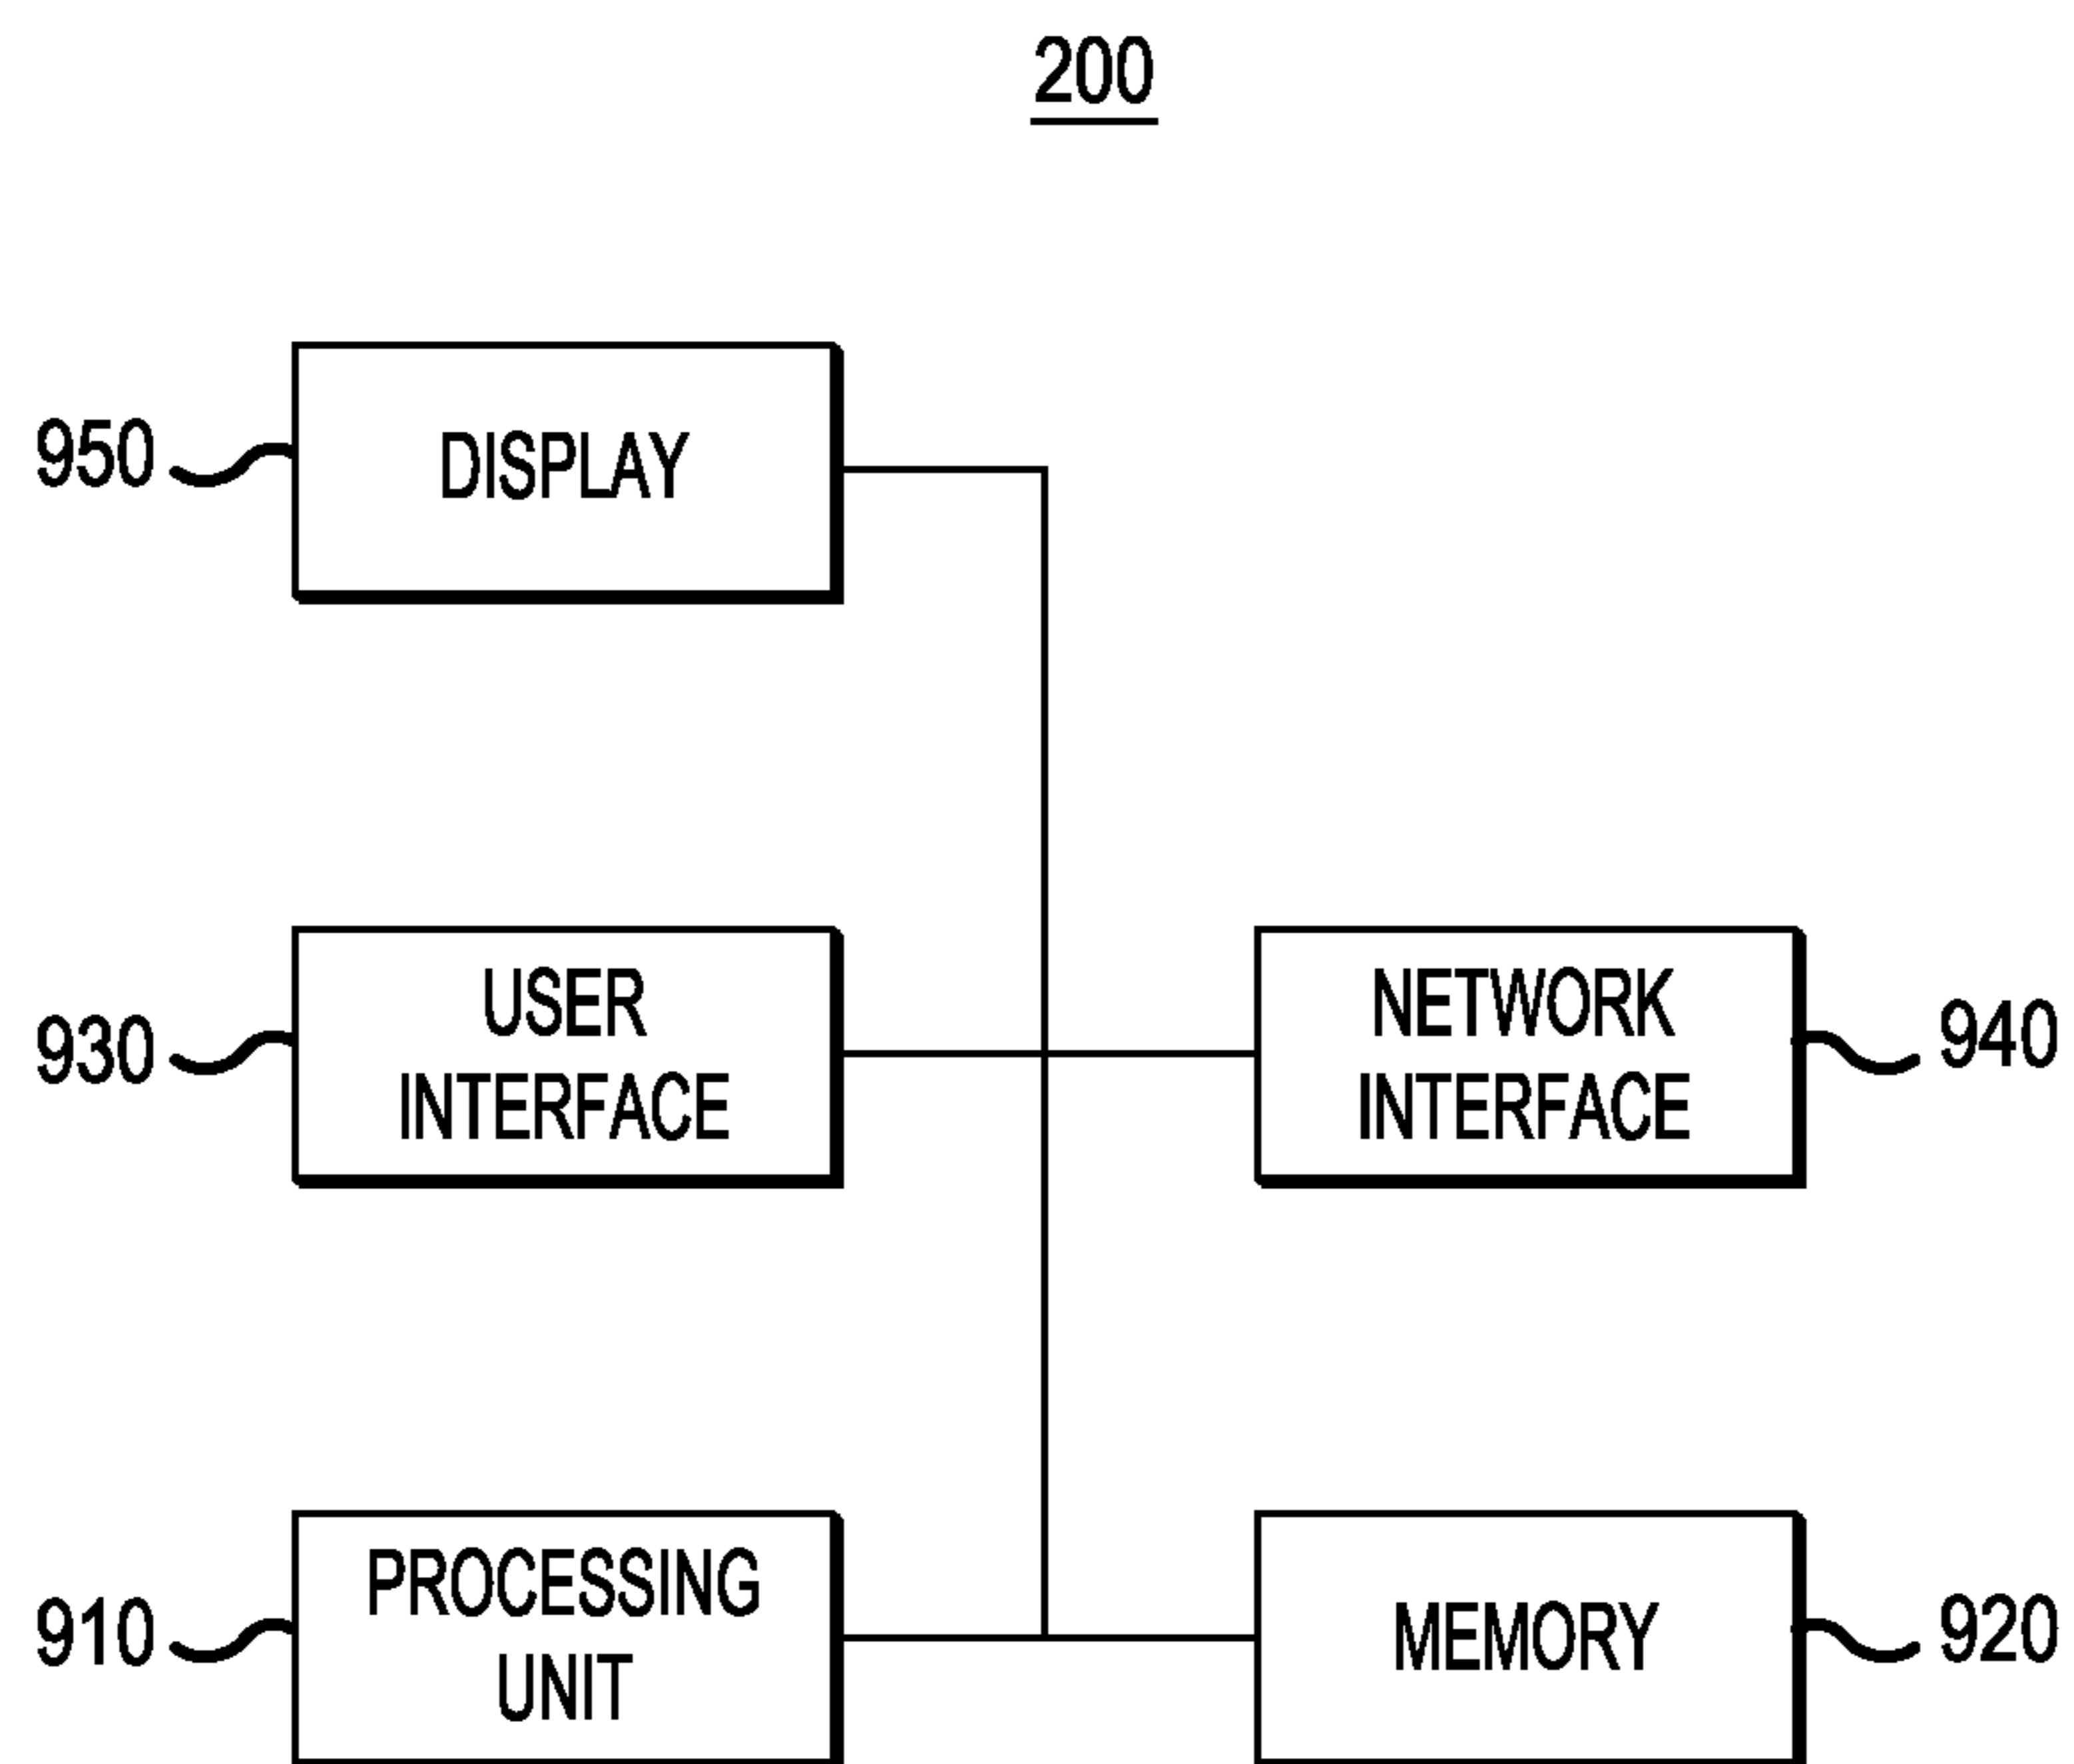 200
950
DISPLAY
930
USER
INTERFACE
NETWORK
INTERFACE
940
910
PROCESSING
UNIT
MEMORY
920